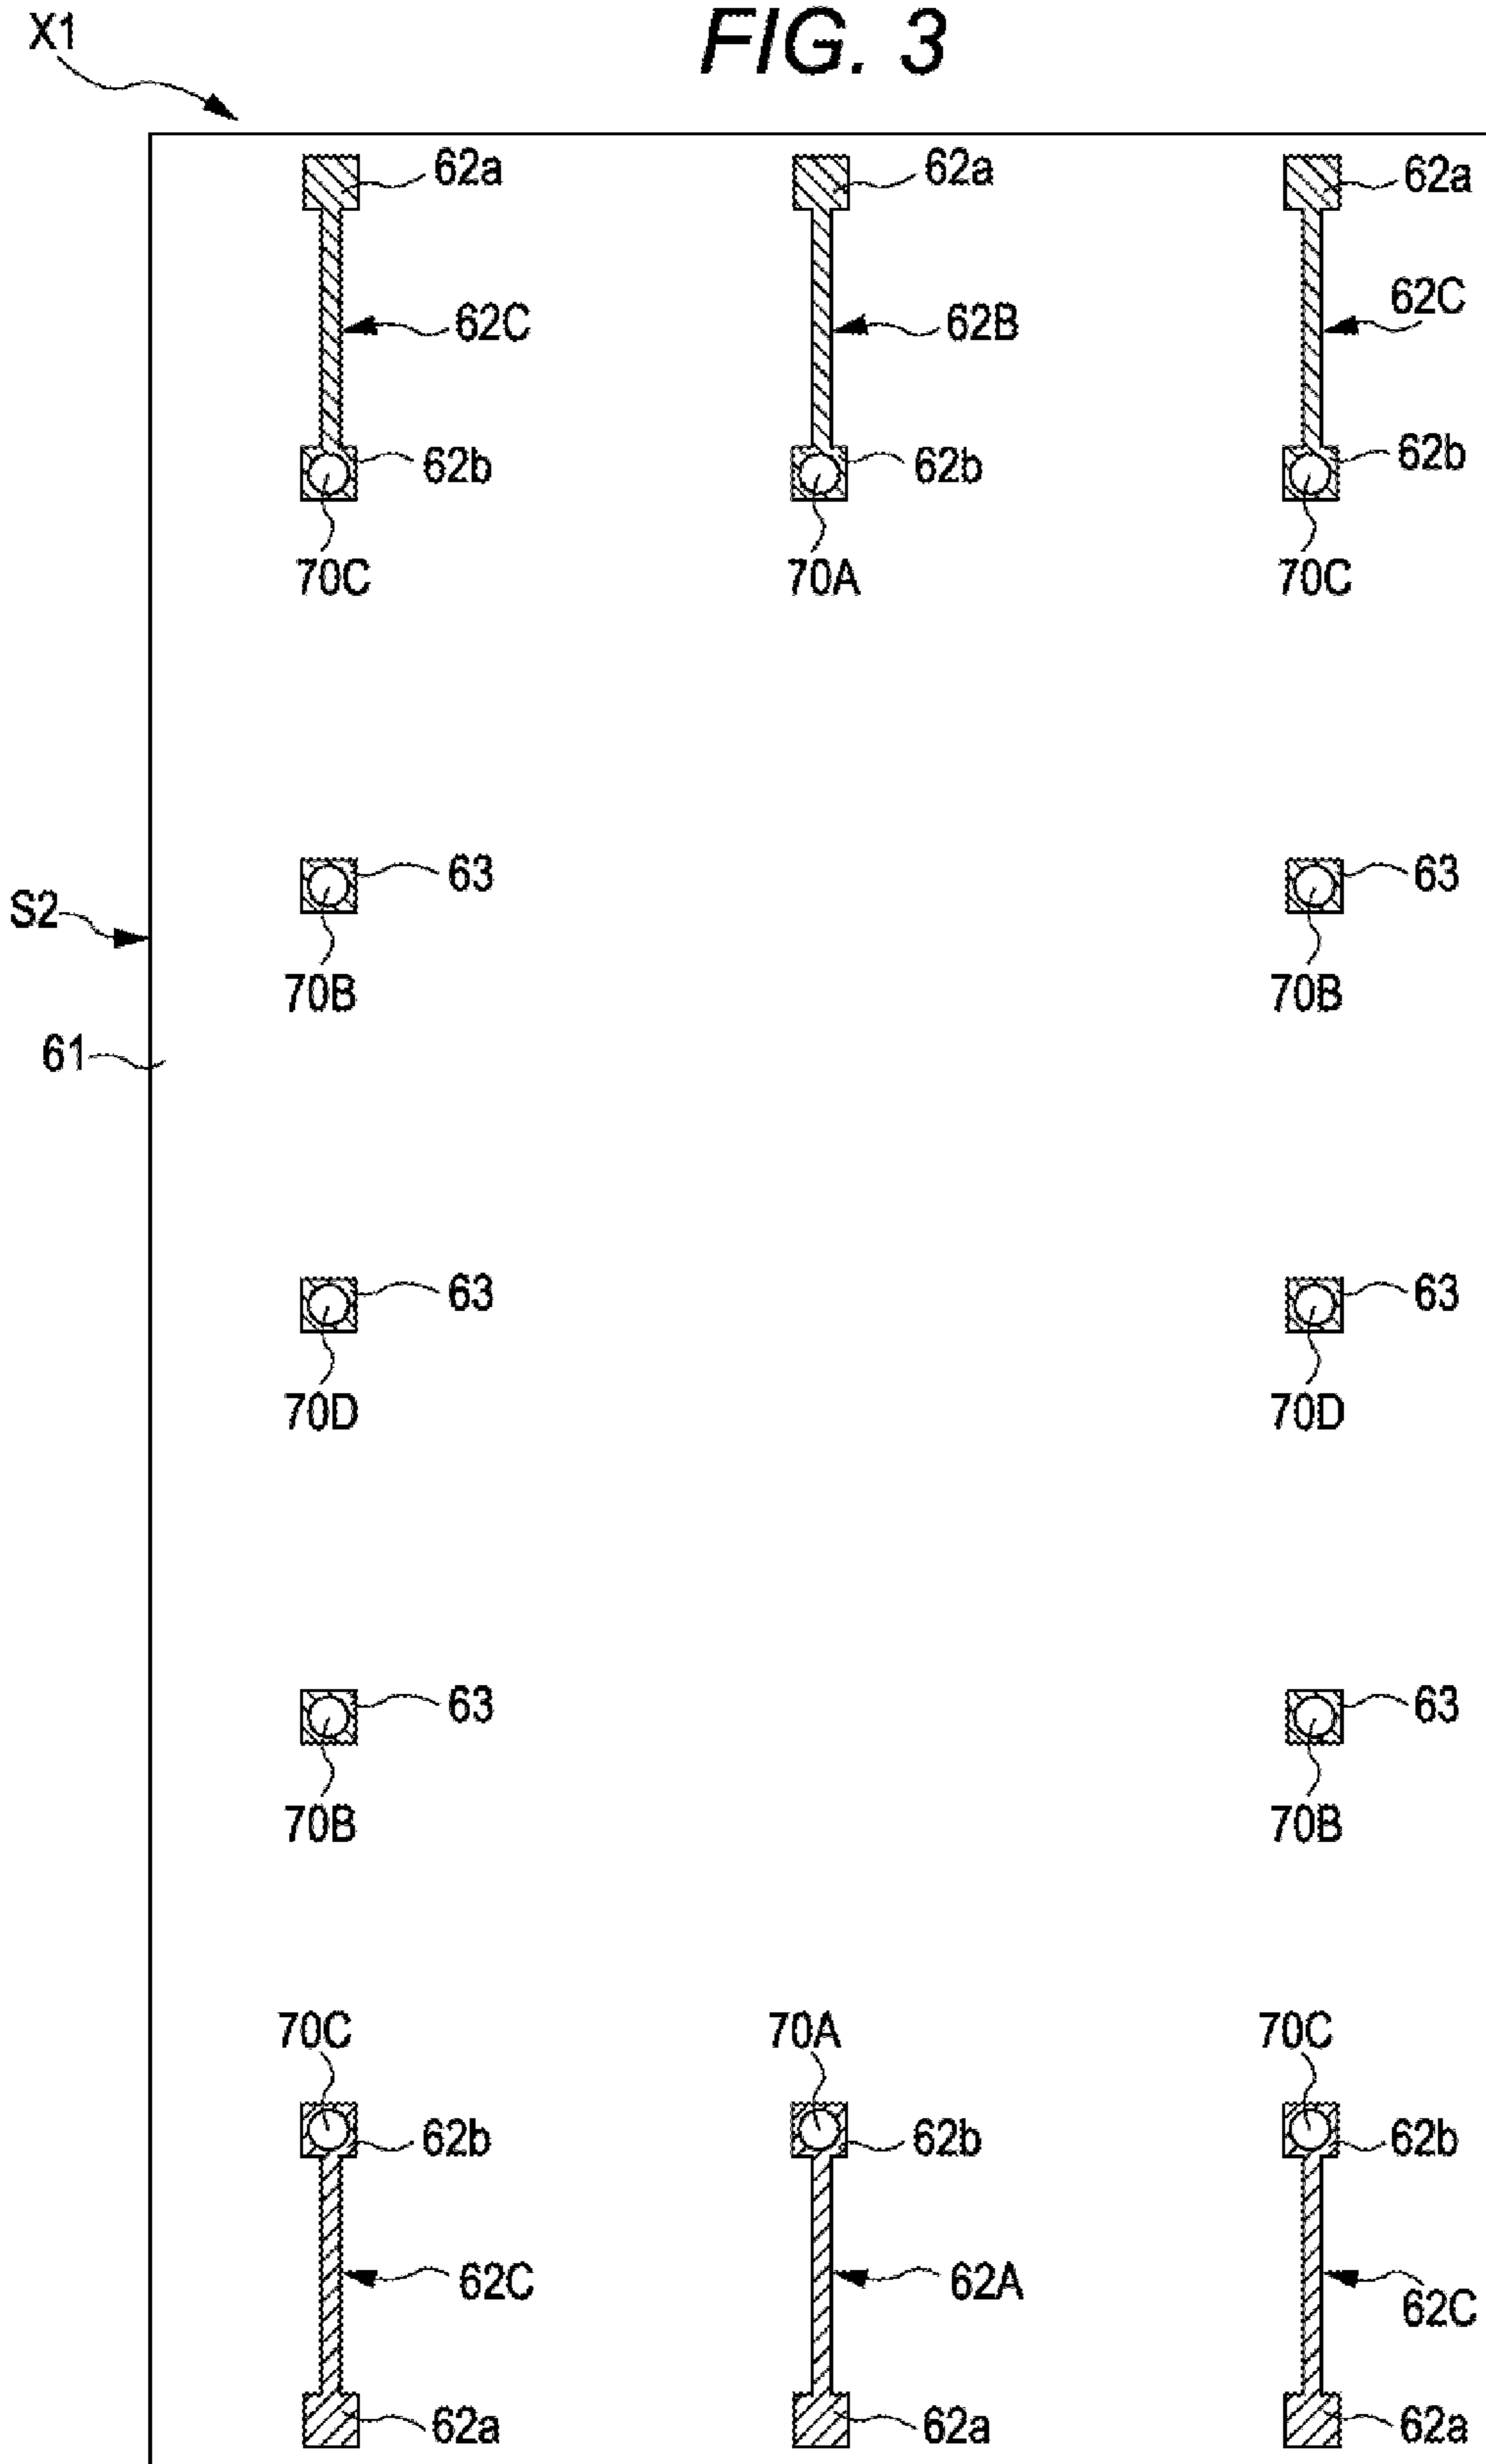 FIG. 3
X1
62a 62a 62a
62C 62B 62C
62b 62b 62b
70C 70A 70C
63 63
S2
70B 70B
61
63 63
70D 70D
63 63
70B 70B
70C 70A 70C
62b 62b 62b
62C 62A 62C
62a 62a 62a